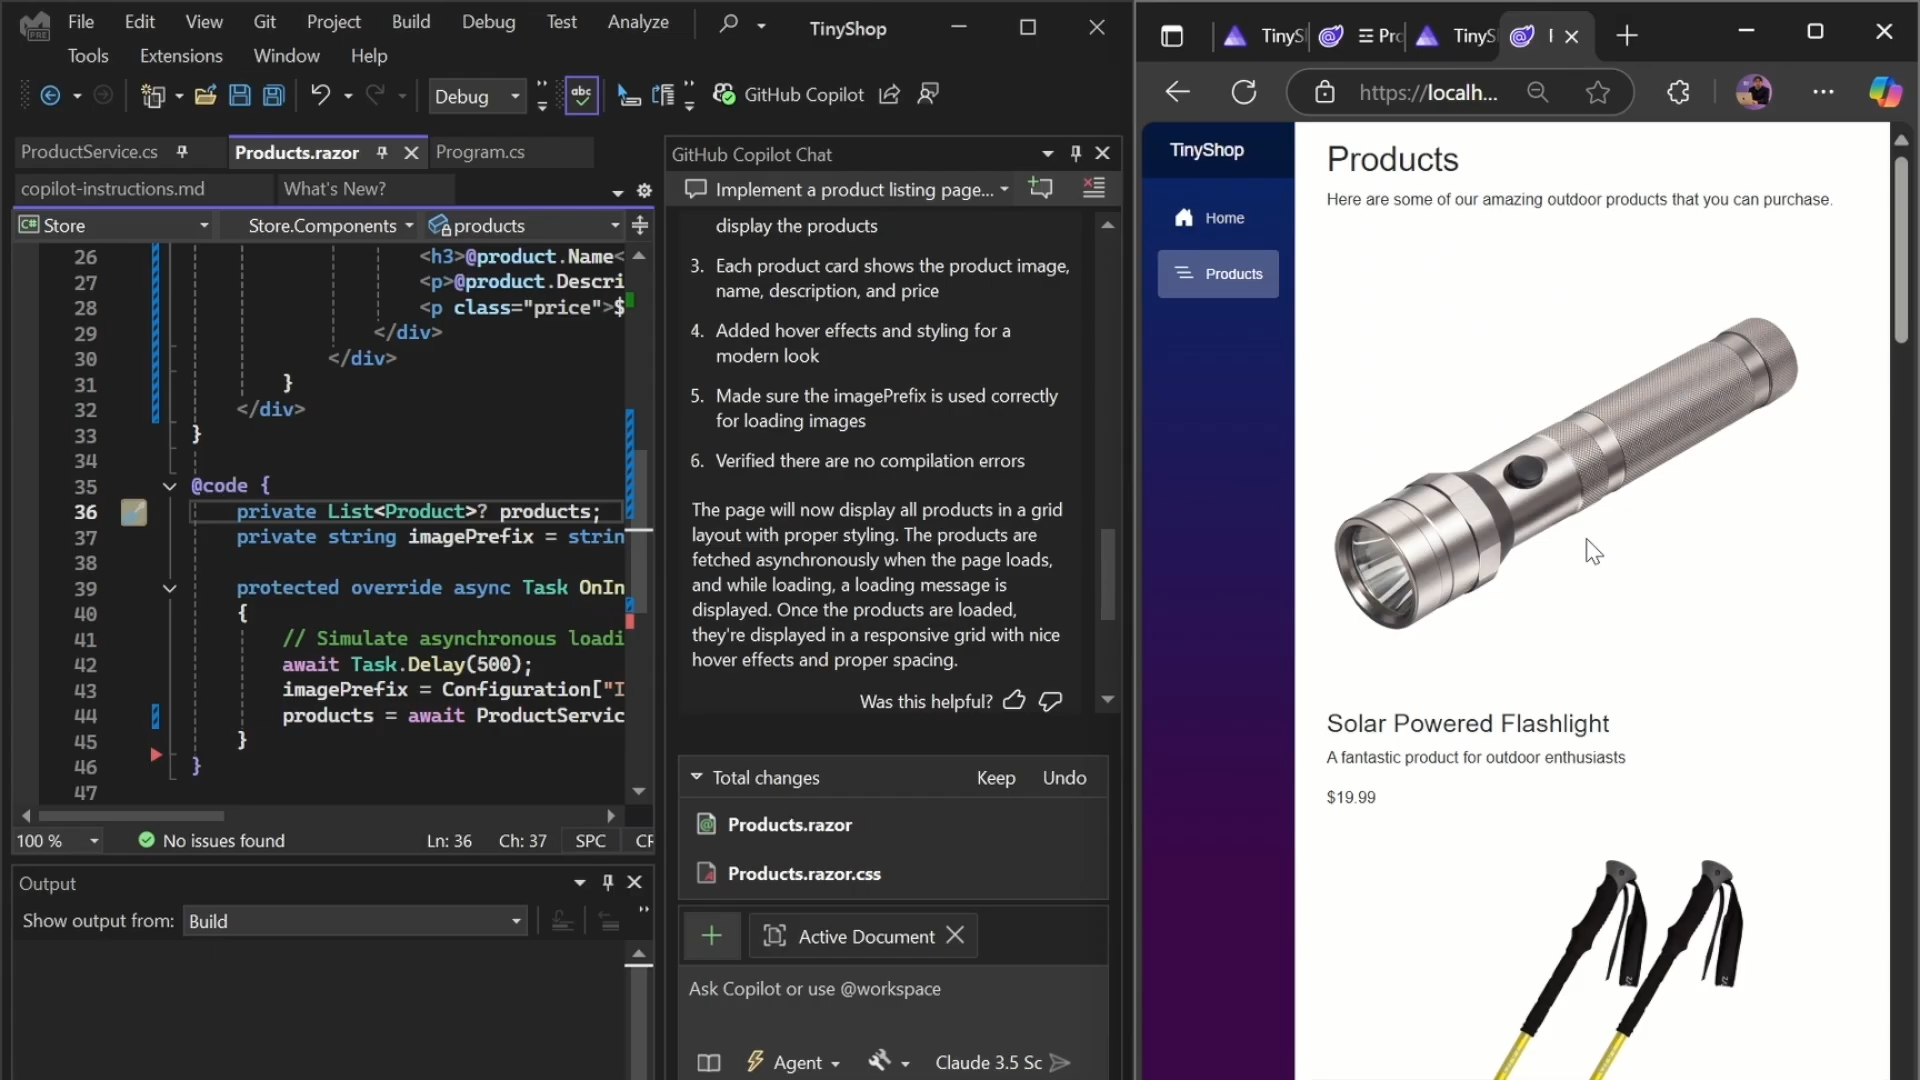 File Edit View Git Project Build Debug Test Analyze
TinyShop
Tools Extensions Window Help
Debug
abc
GitHub Copilot
ProductService.cs
Products.razor
Program.cs
copilot-instructions.md
What's New?
C# Store
Store.Components
products
26 <h3>@product.Name<
27 <p>@product.Descri
28 <p class="price">$
29 </div>
30 </div>
31 }
32 </div>
33 }
34
35 @code {
36 private List<Product>? products;
37 private string imagePrefix = strin
38
39 protected override async Task OnIn
40 {
41 // Simulate asynchronous loadi
42 await Task.Delay(500);
43 imagePrefix = Configuration["I
44 products = await ProductServic
45 }
46 }
47
100 %
No issues found
Ln: 36 Ch: 37 SPC CR
Output
Show output from: Build
GitHub Copilot Chat
Implement a product listing page...
display the products
3. Each product card shows the product image,
name, description, and price
4. Added hover effects and styling for a
modern look
5. Made sure the imagePrefix is used correctly
for loading images
6. Verified there are no compilation errors
The page will now display all products in a grid
layout with proper styling. The products are
fetched asynchronously when the page loads,
and while loading, a loading message is
displayed. Once the products are loaded,
they're displayed in a responsive grid with nice
hover effects and proper spacing.
Was this helpful?
Total changes Keep Undo
Products.razor
Products.razor.css
Active Document
Ask Copilot or use @workspace
Agent
Claude 3.5 Sc
TinyS
Pro
TinyS
https://localh...
TinyShop
Home
Products
Products
Here are some of our amazing outdoor products that you can purchase.
Solar Powered Flashlight
A fantastic product for outdoor enthusiasts
$19.99